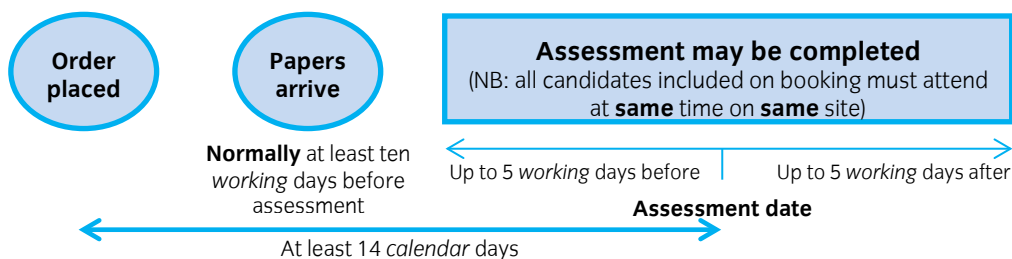 Order
placed
Papers
arrive
Assessment may be completed
(NB: all candidates included on booking must attend
at same time on same site)
Normally at least ten
working days before
assessment
Up to 5 working days before
Up to 5 working days after
Assessment date
At least 14 calendar days